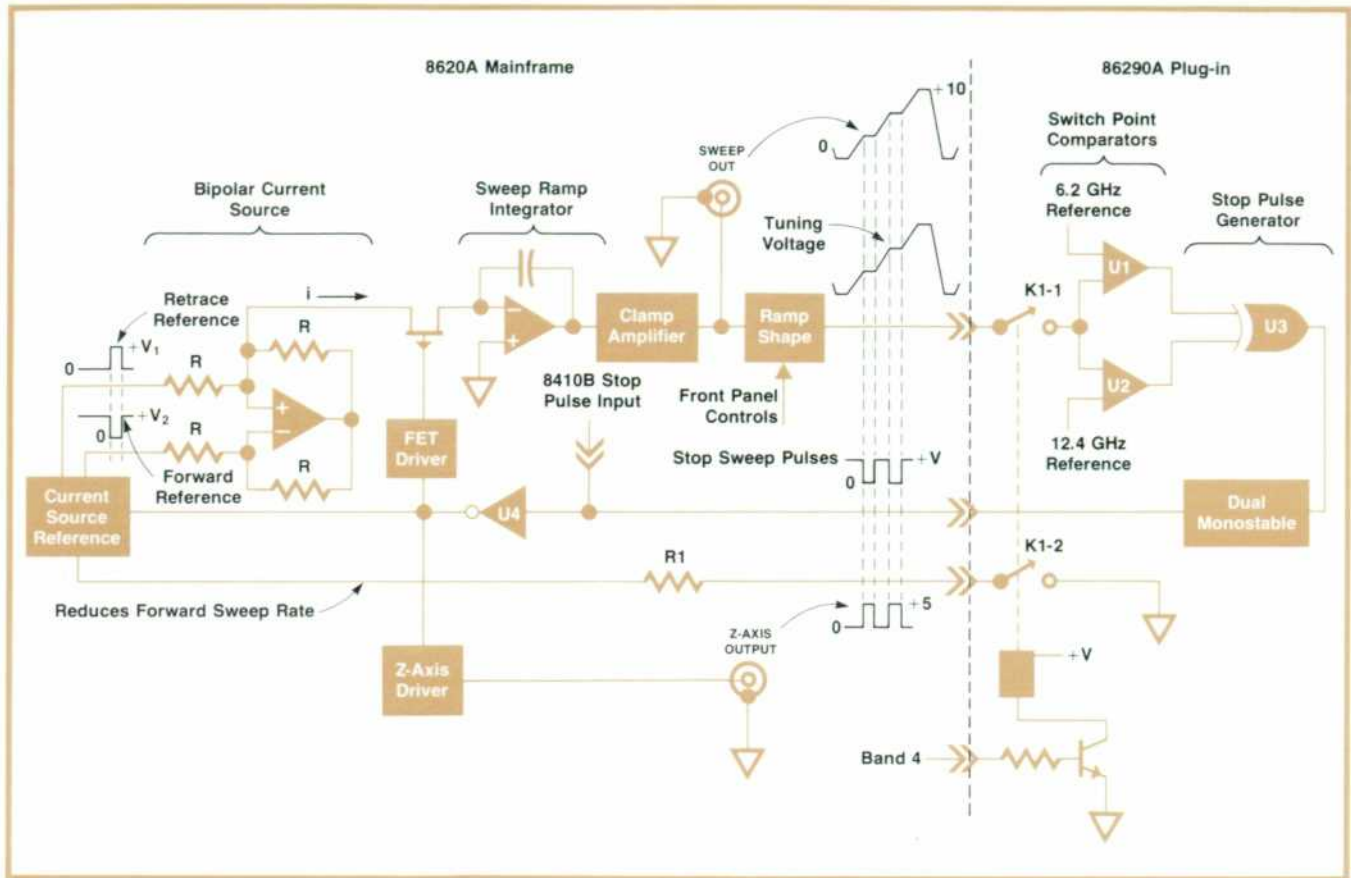 8620A Mainframe
86290A Plug-in
+10
0
SWEEP
OUT
Switch Point
Comparators
6.2 GHz
Reference
Stop Pulse
Generator
Bipolar Current
Source
Sweep Ramp
Integrator
Tuning
Voltage
i
Retrace
Reference
R
U1
K1-1
U3
+V1
0
R
Clamp
Amplifier
Ramp
Shape
+
−
−
+
U2
8410B Stop
Pulse Input
Front Panel
Controls
+V2
0
R
R
Forward
Reference
FET
Driver
Stop Sweep Pulses
+V
0
12.4 GHz
Reference
Current
Source
Reference
U4
Dual
Monostable
R1
K1-2
Reduces Forward Sweep Rate
+5
0
Z-AXIS
OUTPUT
Z-Axis
Driver
+V
Band 4